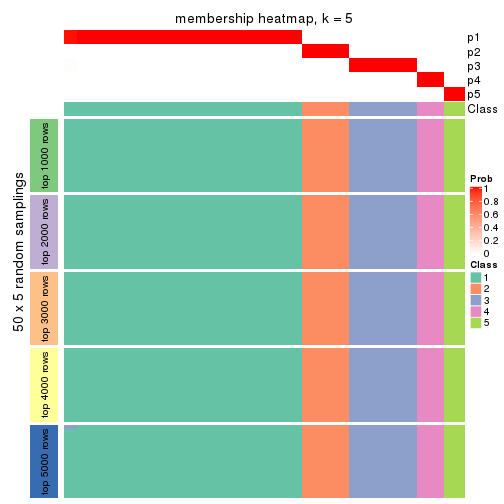 membership heatmap, k = 5
p1
p2
p3
p4
p5
Class
50 x 5 random samplings
top 1000 rows
top 2000 rows
top 3000 rows
top 4000 rows
top 5000 rows
Prob
1
0.8
0.6
0.4
0.2
0
Class
1
2
3
4
5